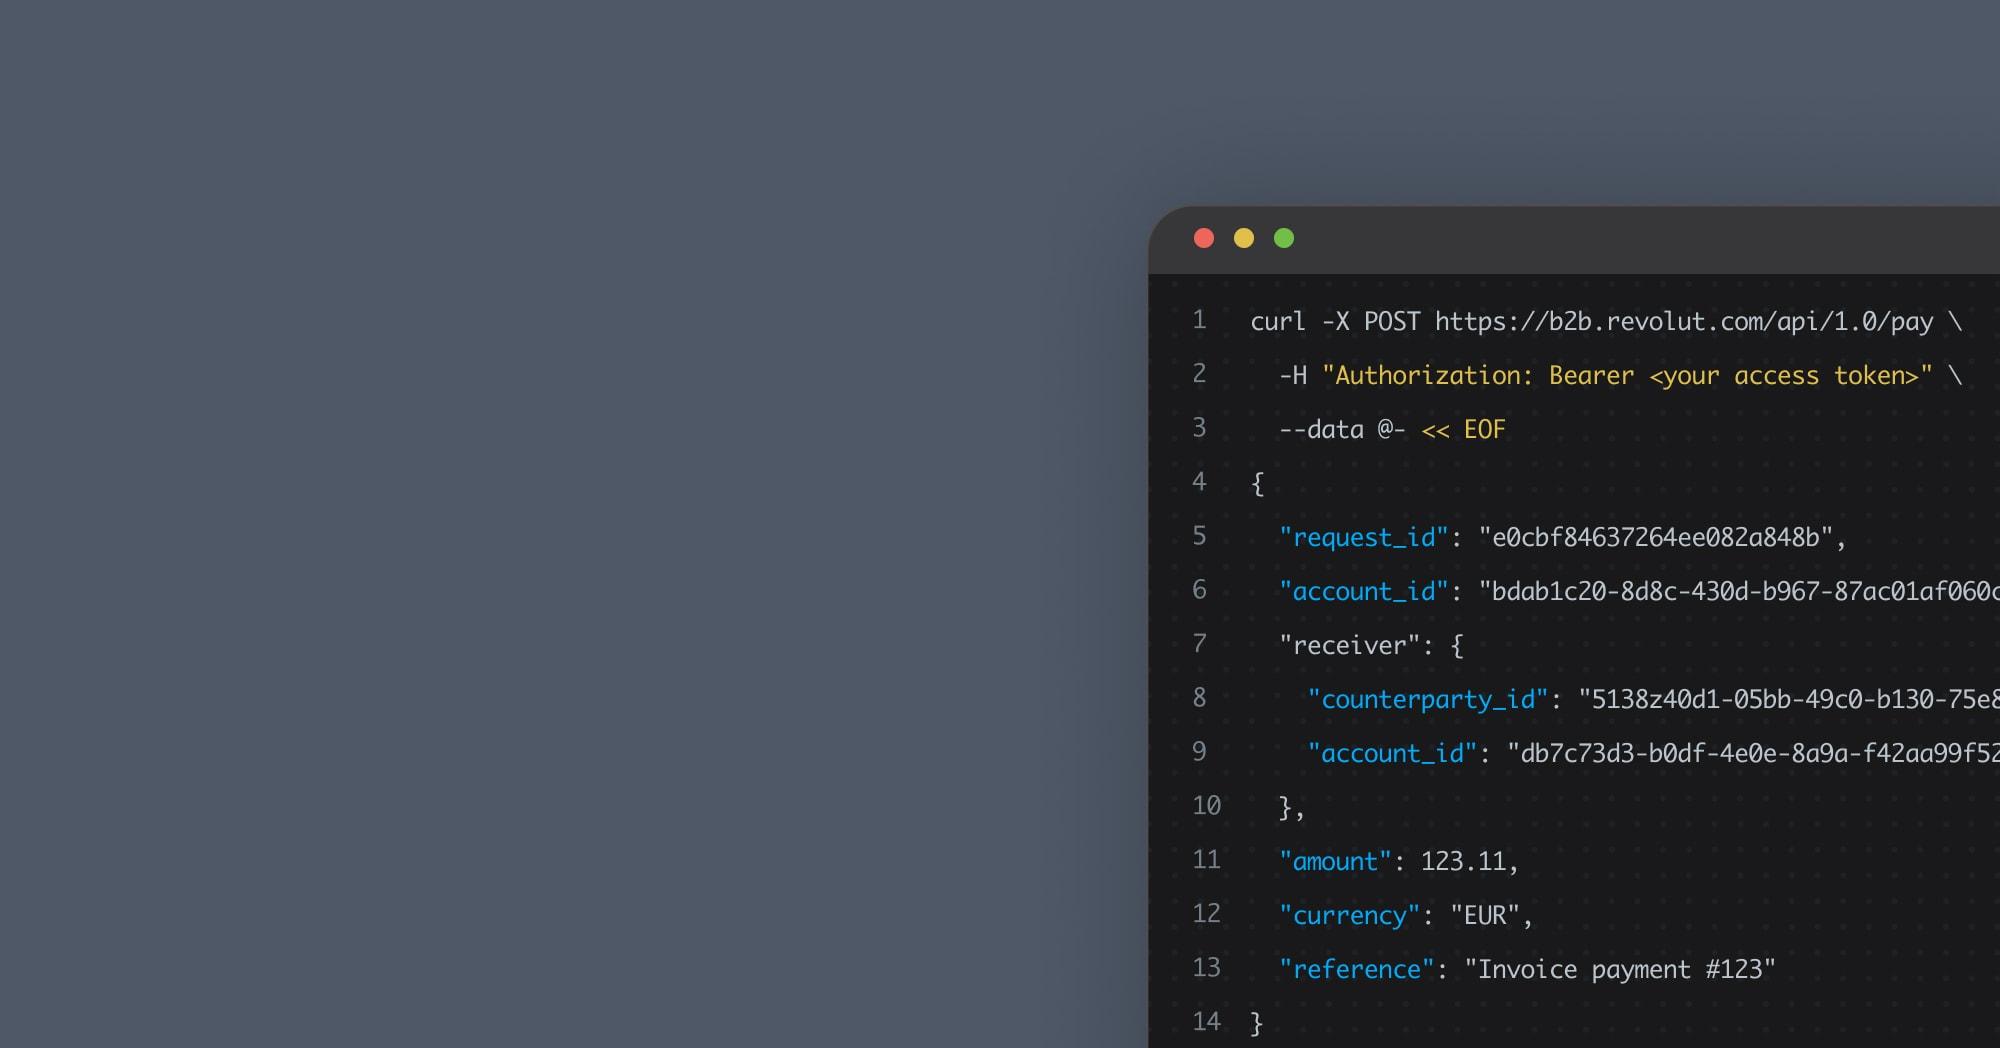 1 curl -X POST https://b2b.revolut.com/api/1.0/pay \
2 -H "Authorization: Bearer <your access token>" \
3 --data @- << EOF
4 {
5 "request_id": "e0cbf84637264ee082a848b",
6 "account_id": "bdab1c20-8d8c-430d-b967-87ac01af060c
7 "receiver": {
8 "counterparty_id": "5138z40d1-05bb-49c0-b130-75e8
9 "account_id": "db7c73d3-b0df-4e0e-8a9a-f42aa99f52
10 },
11 "amount": 123.11,
12 "currency": "EUR",
13 "reference": "Invoice payment #123"
14 }